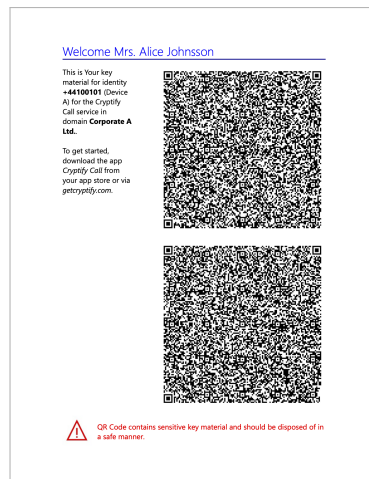 Welcome Mrs. Alice Johnsson
This is Your key
material for identity
+44100101 (Device
A) for the Cryptify
Call service in
domain Corporate A
Ltd..
To get started,
download the app
Cryptify Call from
your app store or via
getcryptify.com.
QR Code contains sensitive key material and should be disposed of in
a safe manner.